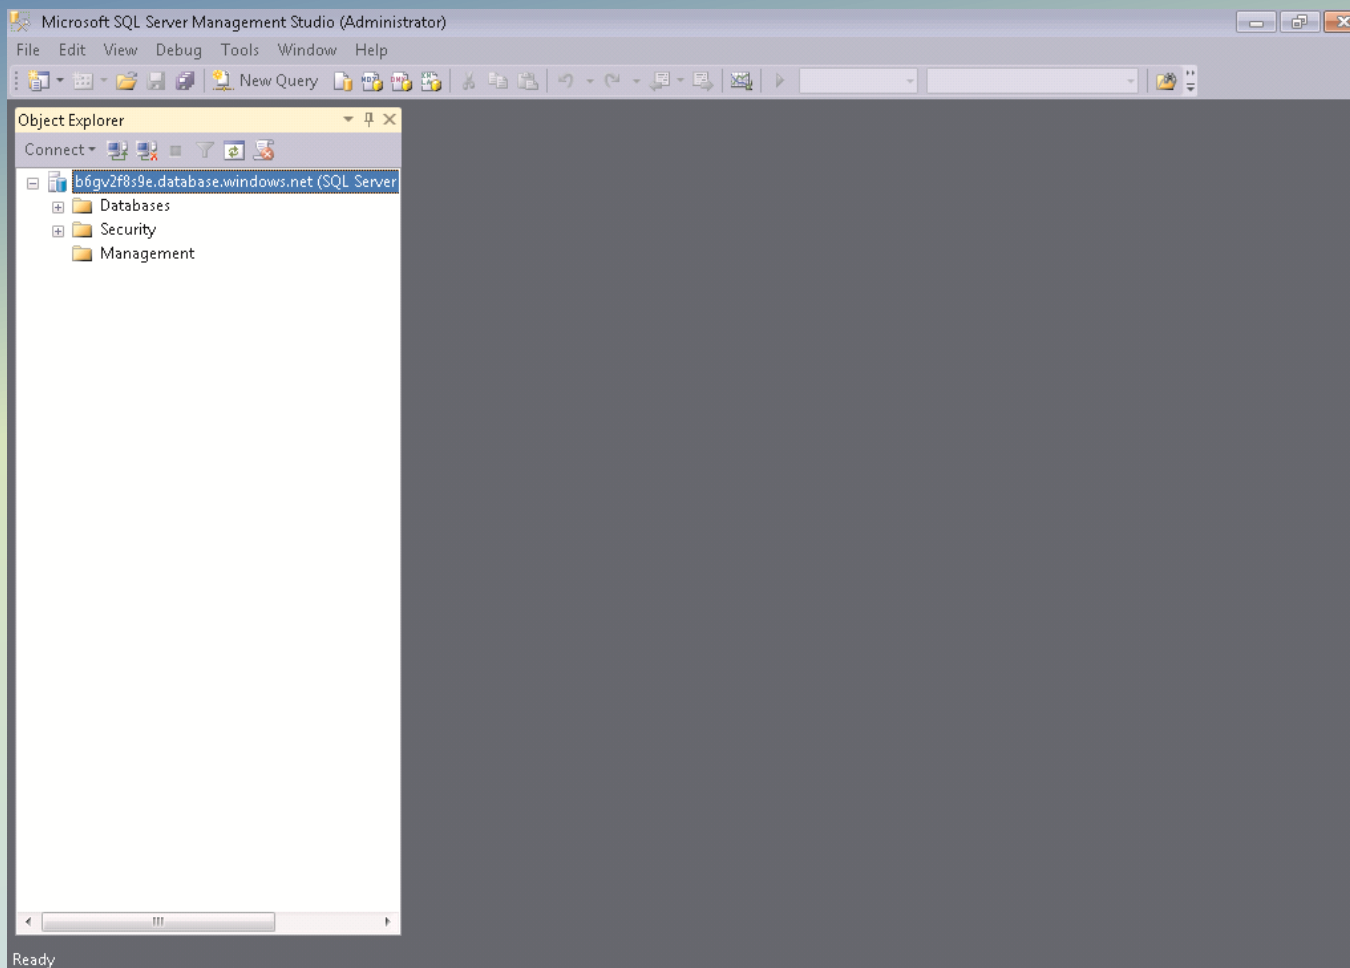 Microsoft SQL Server Management Studio (Administrator)
File Edit View Debug Tools Window Help
New Query
Object Explorer
Connect
b6gv2f8s9e.database.windows.net (SQL Server
Databases
Security
Management
Ready